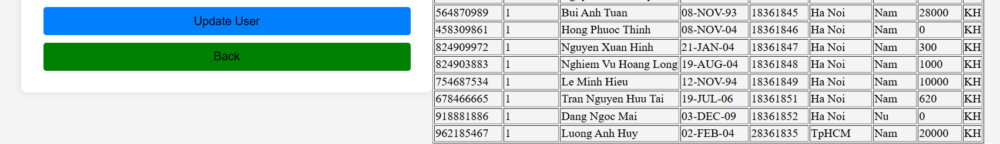 Update User
Back
564870989 1 Bui Anh Tuan 08-NOV-93 18361845 Ha Noi Nam 28000 KH
458309861 1 Hong Phuoc Thinh 08-NOV-04 18361846 Ha Noi Nam 0 KH
824909972 1 Nguyen Xuan Hinh 21-JAN-04 18361847 Ha Noi Nam 300 KH
824903883 1 Nghiem Vu Hoang Long 19-AUG-04 18361848 Ha Noi Nam 1000 KH
754687534 1 Le Minh Hieu 12-NOV-94 18361849 Ha Noi Nam 10000 KH
678466665 1 Tran Nguyen Huu Tai 19-JUL-06 18361851 Ha Noi Nam 620 KH
918881886 1 Dang Ngoc Mai 03-DEC-09 18361852 Ha Noi Nu 0 KH
962185467 1 Luong Anh Huy 02-FEB-04 28361835 TpHCM Nam 20000 KH